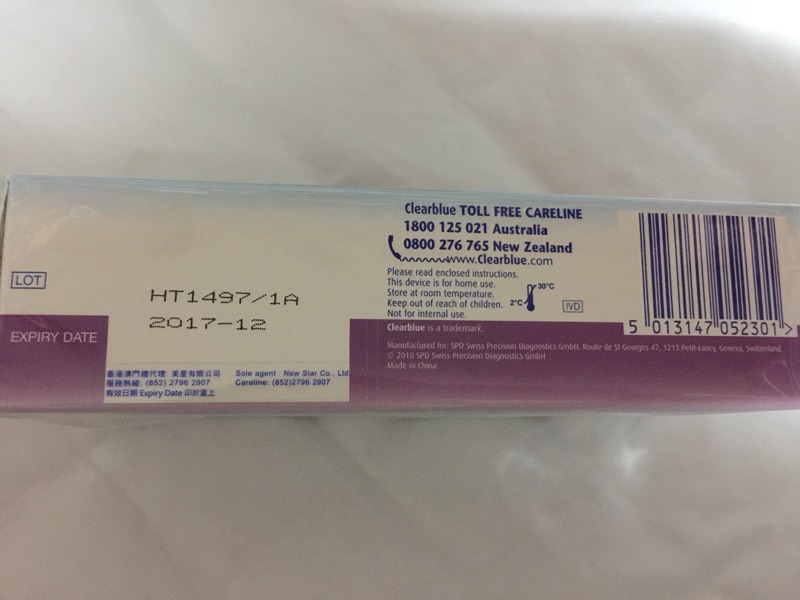 LOT
HT1497/1A
2017-12
EXPIRY DATE
香港澳門總代理: 美星有限公司
服務熱線: (852) 2796 2907
有效日期 Expiry Date 印於盒上
Sole agent : New Star Co., Ltd
Careline: (852)2796 2907
Clearblue TOLL FREE CARELINE
1800 125 021 Australia
0800 276 765 New Zealand
www.Clearblue.com
Please read enclosed instructions.
This device is for home use.
Store at room temperature.
Keep out of reach of children.
Not for internal use.
2°C
30°C
IVD
Clearblue is a trademark.
Manufactured for: SPD Swiss Precision Diagnostics GmbH, Route de St Georges 47, 1213 Petit-Lancy, Geneva, Switzerland.
© 2010 SPD Swiss Precision Diagnostics GmbH
Made in China.
5 013147 052301 >